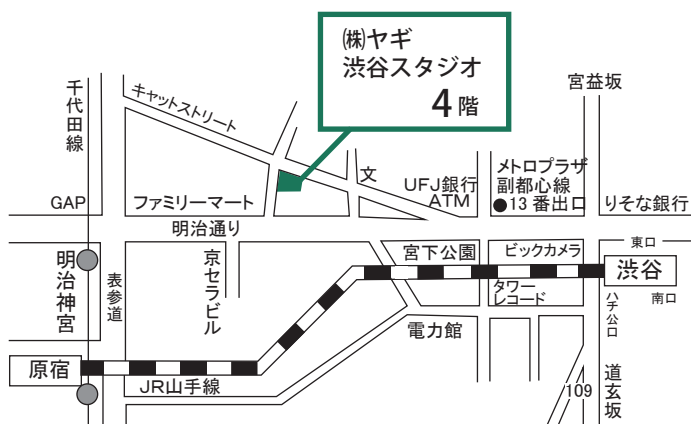 ㈱ヤギ
渋谷スタジオ
4階
千代田線
キャットストリート
宮益坂
文
UFJ銀行
ATM
メトロプラザ
副都心線
●13番出口
GAP
ファミリーマート
りそな銀行
明治通り
東口
明治神宮
表参道
京セラビル
宮下公園
ビックカメラ
渋谷
タワー
レコード
ハチ公口
南口
電力館
原宿
JR山手線
109
道玄坂